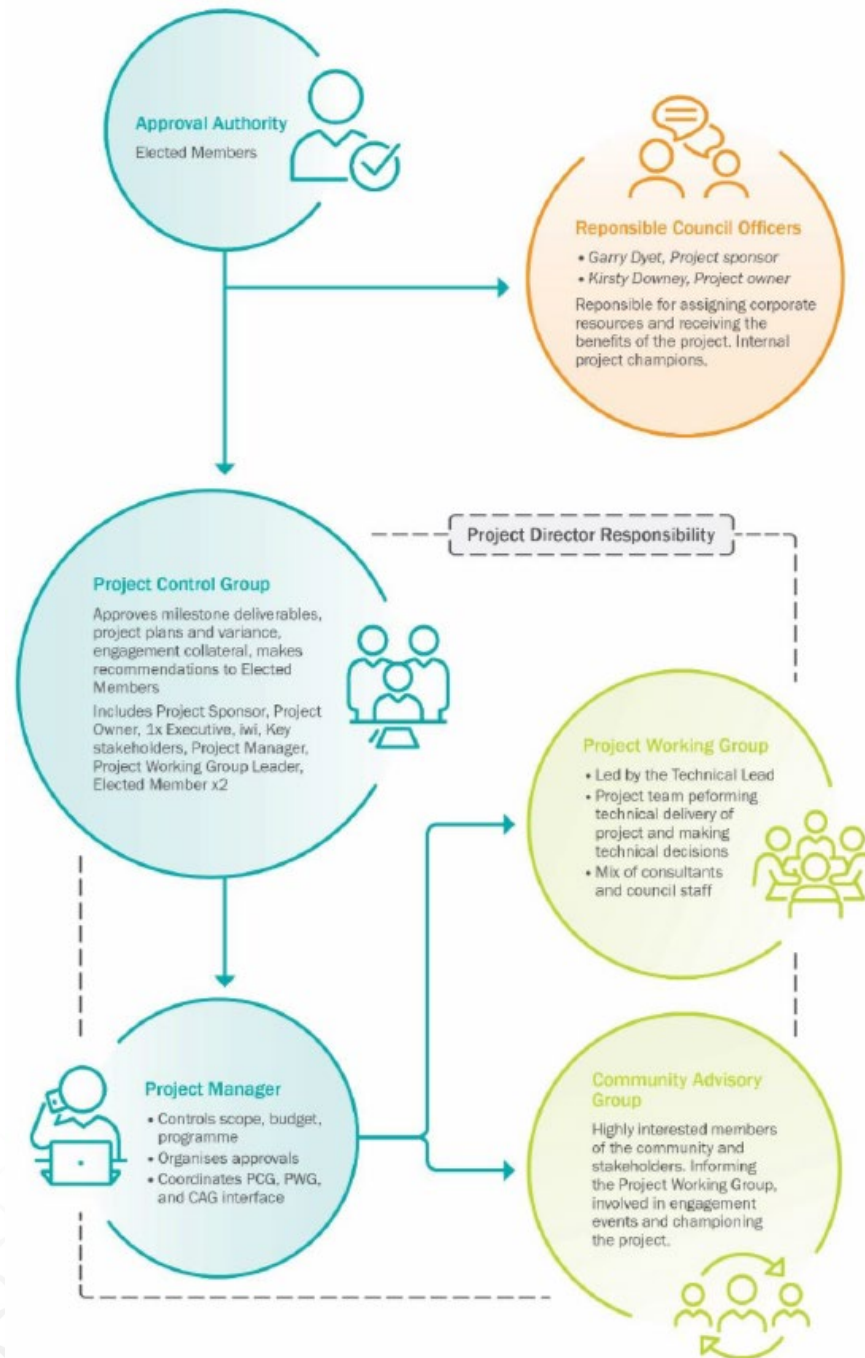 Approval Authority
Elected Members
Reponsible Council Officers
• Garry Dyet, Project sponsor
• Kirsty Downey, Project owner
Reponsible for assigning corporate
resources and receiving the
benefits of the project. Internal
project champions.
Project Director Responsibility
Project Control Group
Approves milestone deliverables,
project plans and variance,
engagement collateral, makes
recommendations to Elected
Members
Includes Project Sponsor, Project
Owner, 1x Executive, iwi, Key
stakeholders, Project Manager,
Project Working Group Leader,
Elected Member x2
Project Working Group
• Led by the Technical Lead
• Project team peforming
technical delivery of
project and making
technical decisions
• Mix of consultants
and council staff
Project Manager
• Controls scope, budget,
programme
• Organises approvals
• Coordinates PCG, PWG,
and CAG interface
Community Advisory
Group
Highly interested members
of the community and
stakeholders. Informing
the Project Working Group,
involved in engagement
events and championing
the project.